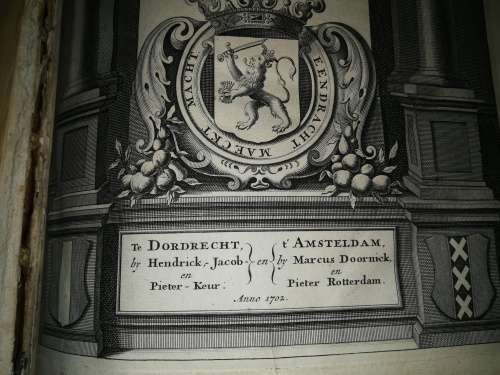 EENDRACHT MAECKT MACHT
Te DORDRECHT,
by Hendrick,- Jacob-
en
Pieter - Keur.
en
t' AMSTELDAM,
by Marcus Doornick,
en
Pieter Rotterdam.
Anno 1702.